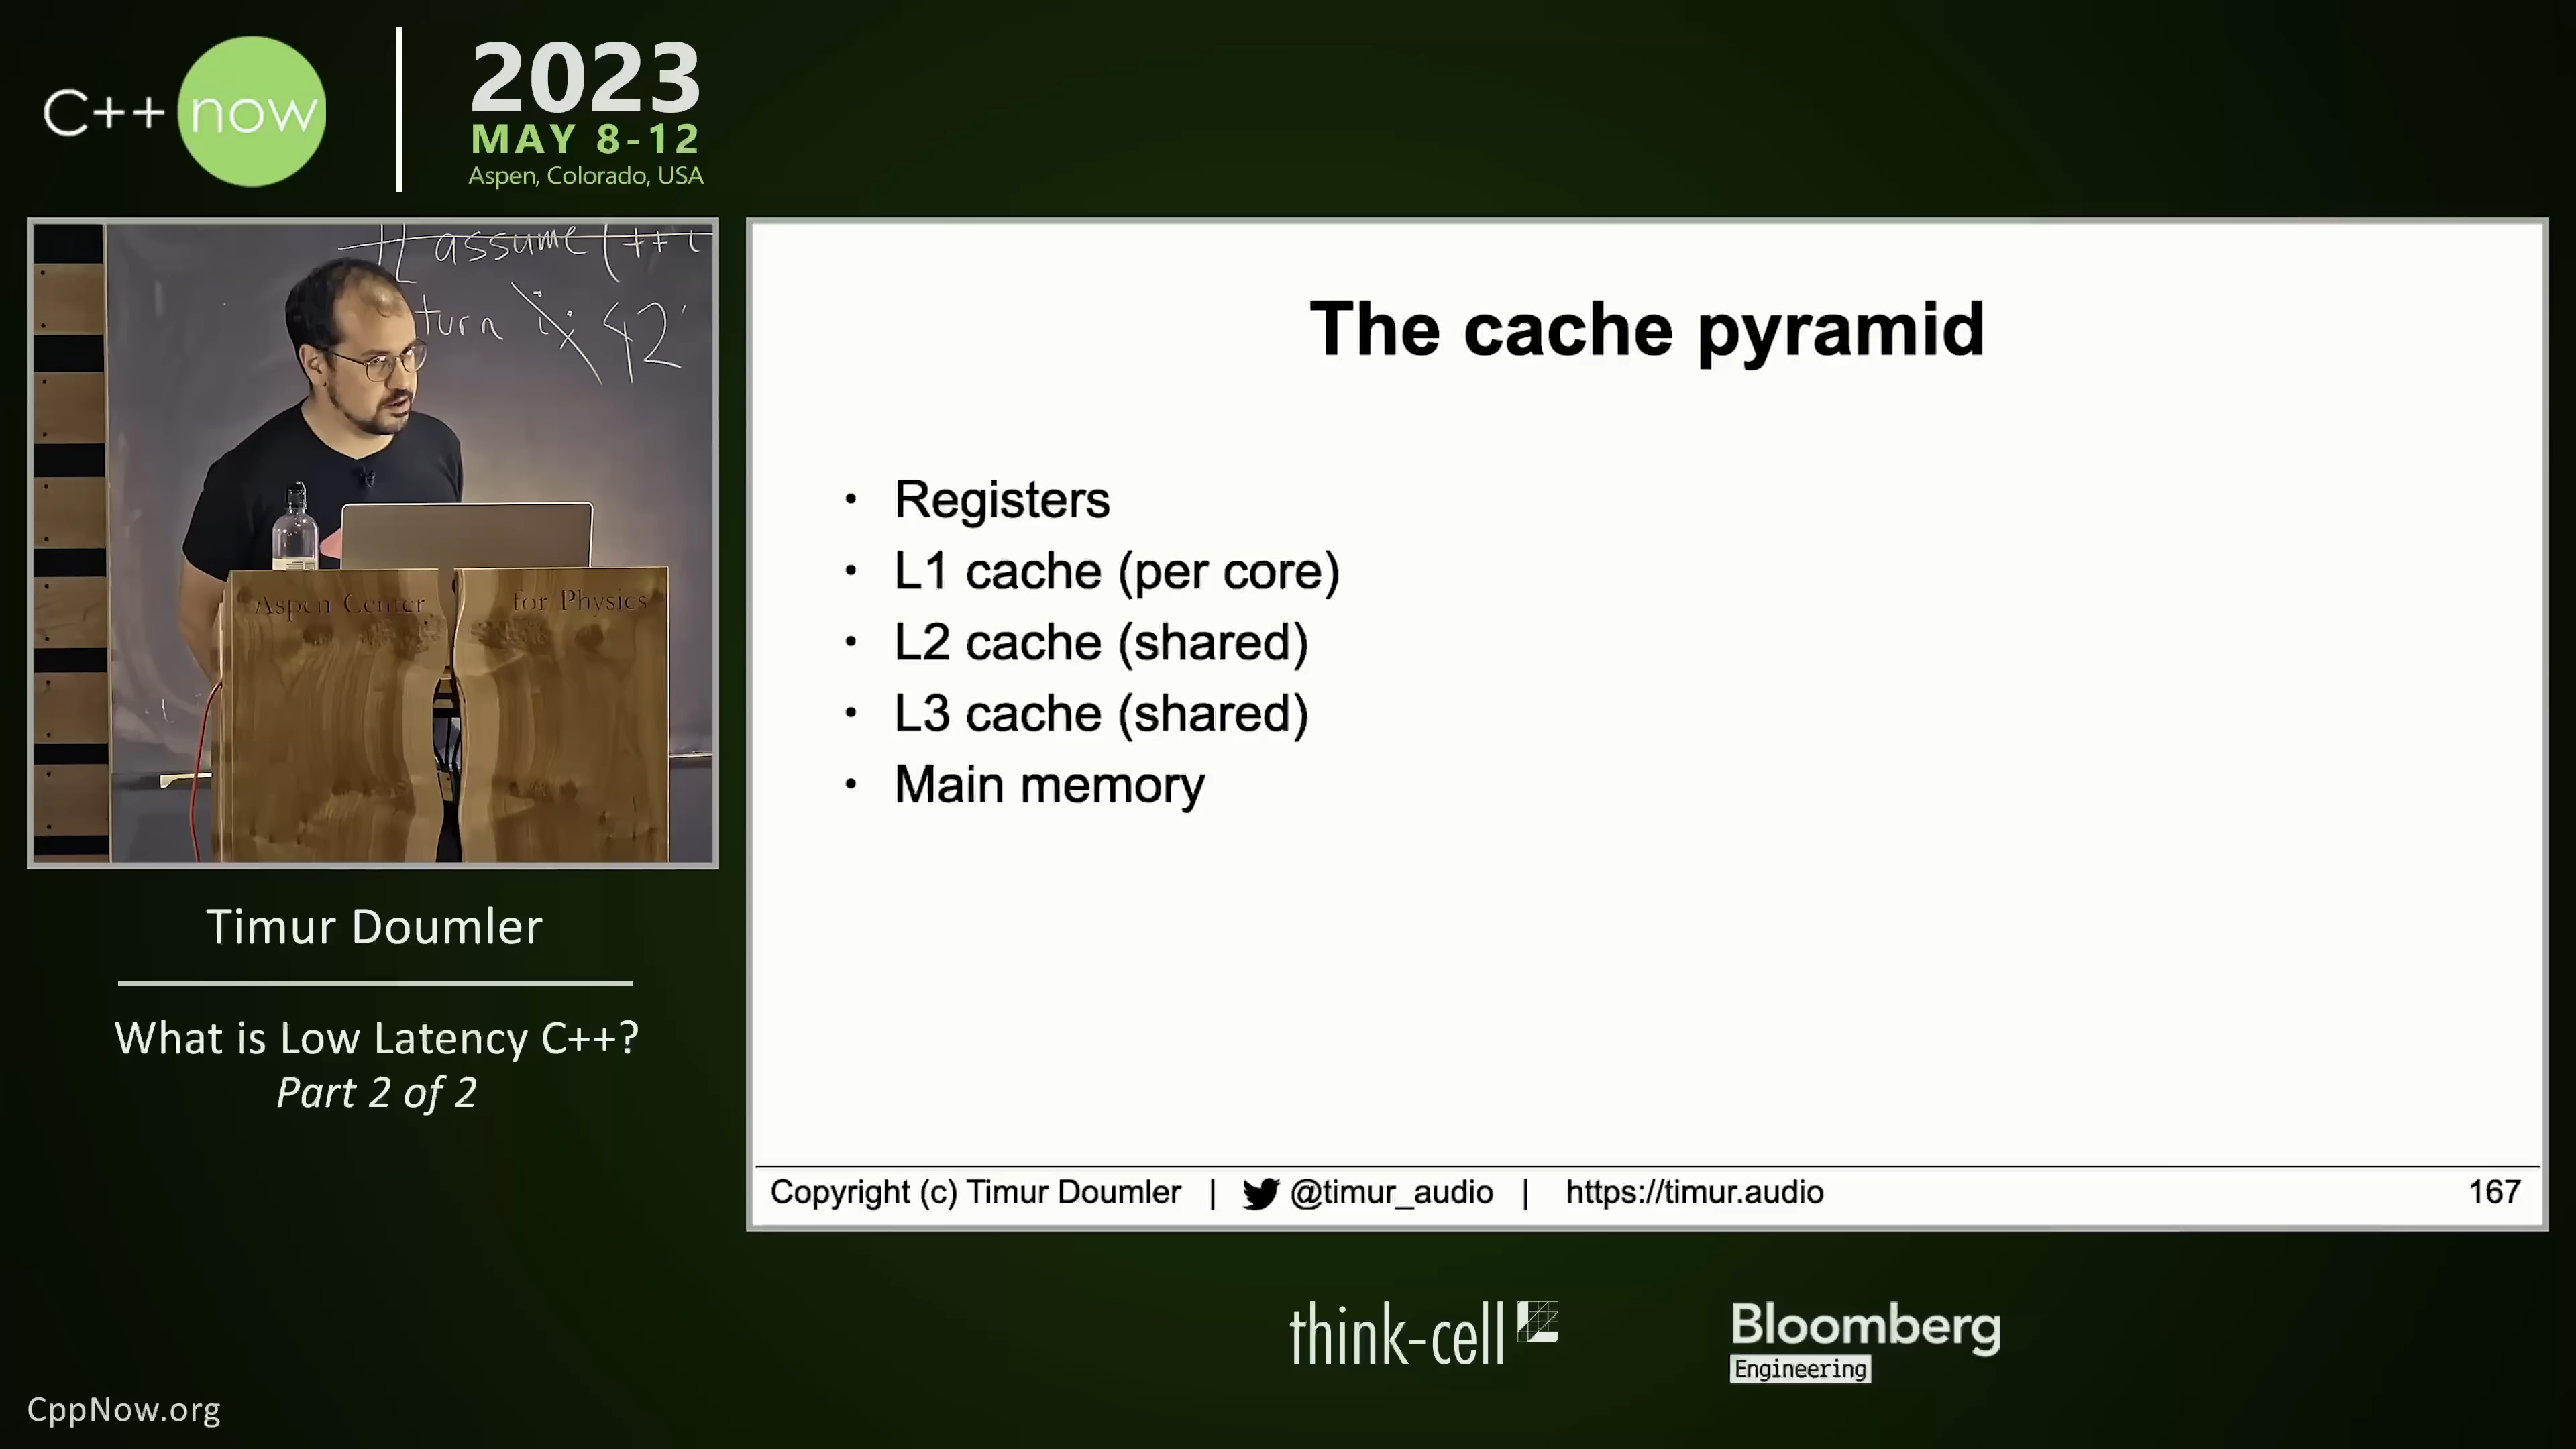 C++ now
2023
MAY 8-12
Aspen, Colorado, USA
assume (++i
turn i; 42
Aspen Center for Physics
Timur Doumler
What is Low Latency C++?
Part 2 of 2
The cache pyramid
• Registers
• L1 cache (per core)
• L2 cache (shared)
• L3 cache (shared)
• Main memory
Copyright (c) Timur Doumler | @timur_audio | https://timur.audio 167
think-cell
Bloomberg
Engineering
CppNow.org